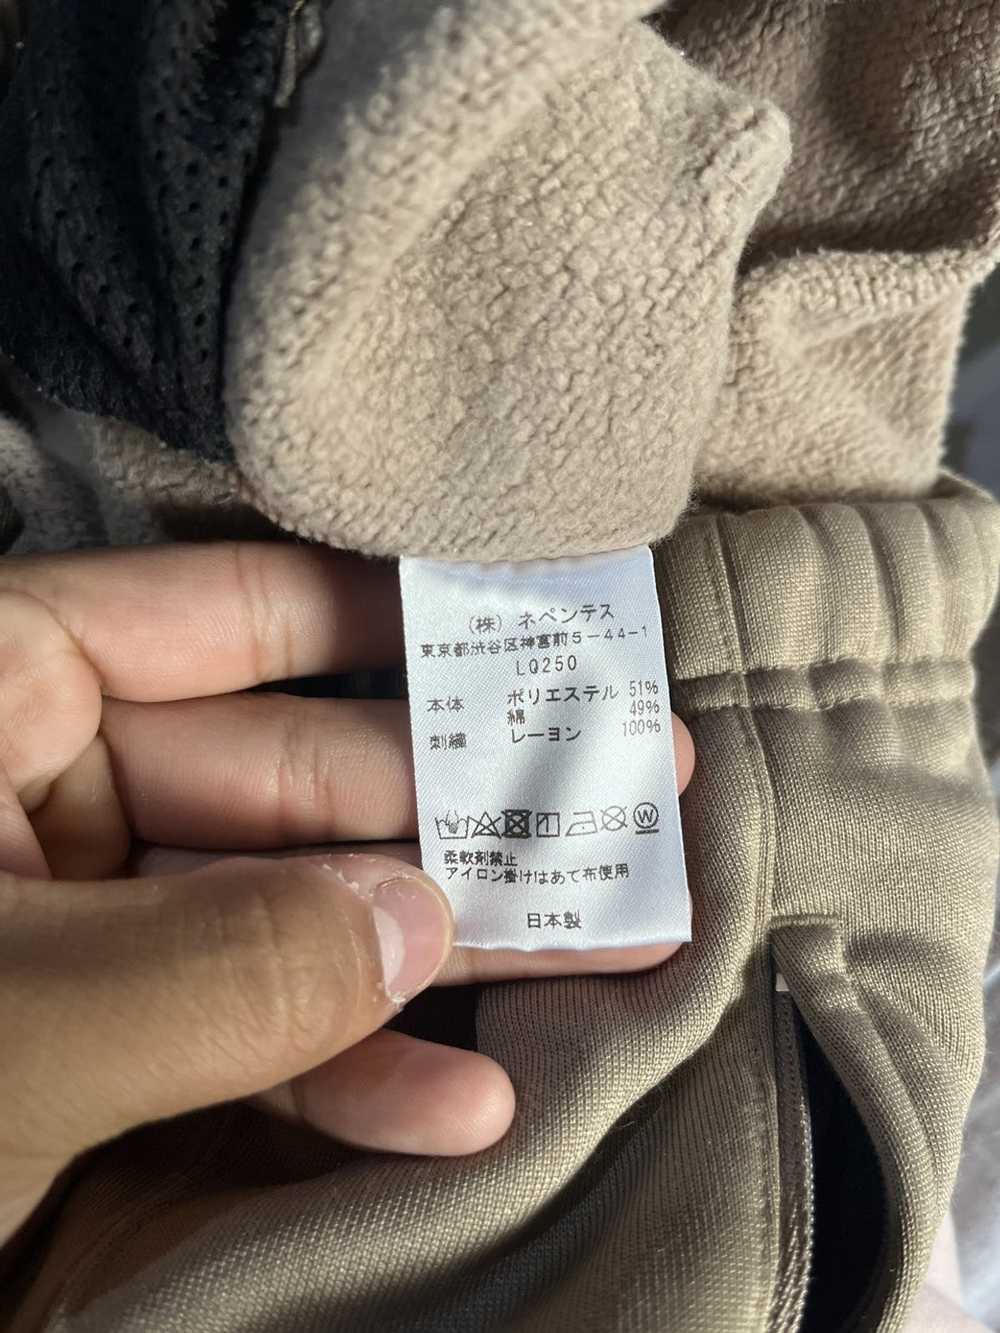 (株) ネペンテス
東京都渋谷区神宮前5-44-1
LQ250
本体 ポリエステル 51%
綿 49%
刺繍 レーヨン 100%
柔軟剤禁止
アイロン掛けはあて布使用
日本製